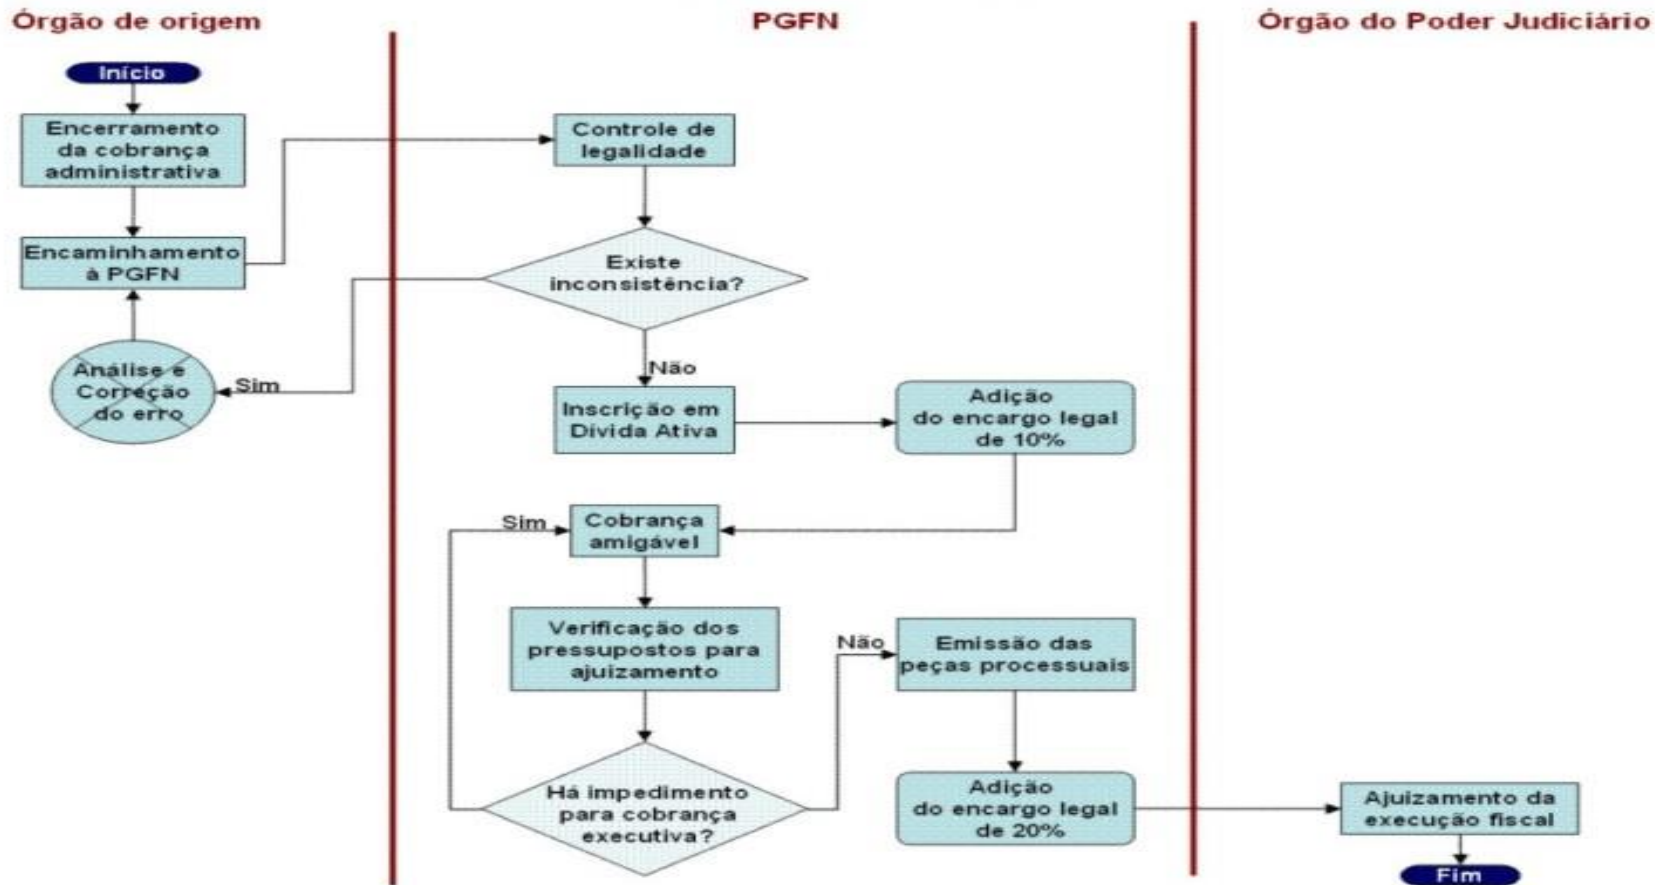 Órgão de origem
PGFN
Órgão do Poder Judiciário
Início
Encerramento
da cobrança
administrativa
Encaminhamento
à PGFN
Análise e
Correção
do erro
Sim
Controle de
legalidade
Existe
inconsistência?
Não
Inscrição em
Dívida Ativa
Adição
do encargo legal
de 10%
Sim
Cobrança
amigável
Verificação dos
pressupostos para
ajuizamento
Há impedimento
para cobrança
executiva?
Não
Emissão das
peças processuais
Adição
do encargo legal
de 20%
Ajuizamento da
execução fiscal
Fim